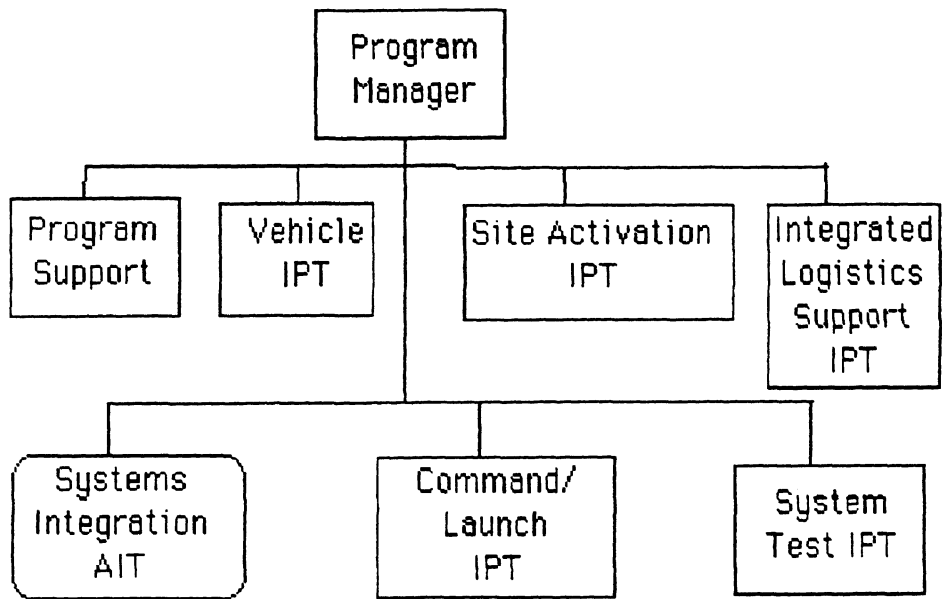 Program
Manager
Program
Support
Vehicle
IPT
Site Activation
IPT
Integrated
Logistics
Support
IPT
Systems
Integration
AIT
Command/
Launch
IPT
System
Test IPT